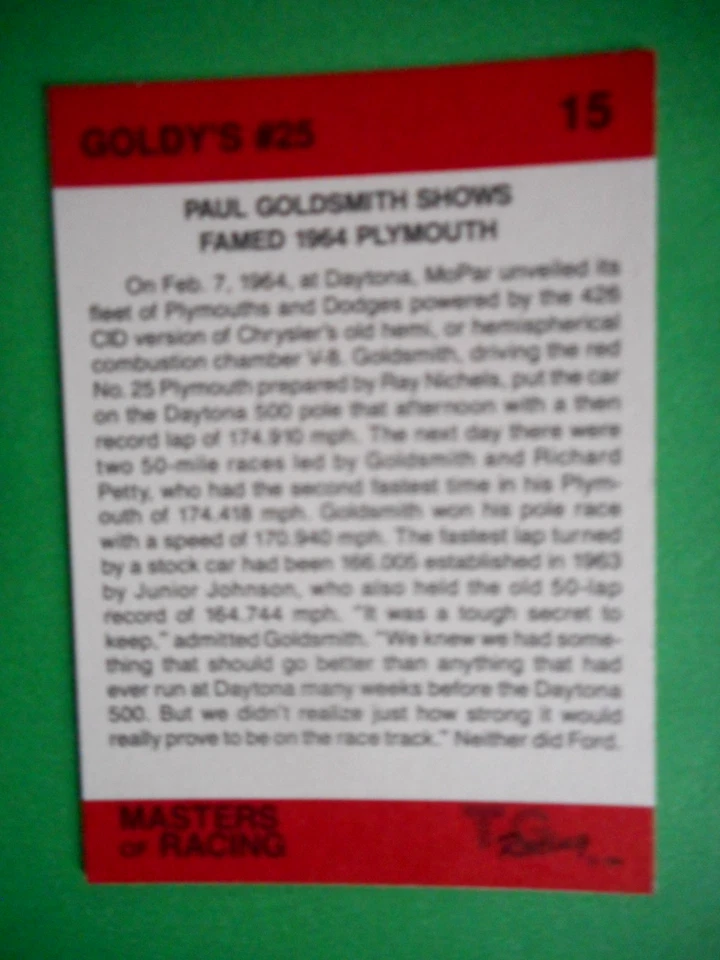 GOLDY'S #25
15
PAUL GOLDSMITH SHOWS
FAMED 1964 PLYMOUTH
On Feb. 7, 1964, at Daytona, MoPar unveiled its
fleet of Plymouths and Dodges powered by the 426
CID version of Chrysler's old hemi, or hemispherical
combustion chamber V-8. Goldsmith, driving the red
No. 25 Plymouth prepared by Ray Nichels, put the car
on the Daytona 500 pole that afternoon with a then
record lap of 174.910 mph. The next day there were
two 50-mile races led by Goldsmith and Richard
Petty, who had the second fastest time in his Plym-
outh of 174.418 mph. Goldsmith won his pole race
with a speed of 170.940 mph. The fastest lap turned
by a stock car had been 166.005 established in 1963
by Junior Johnson, who also held the old 50-lap
record of 164.744 mph. "It was a tough secret to
keep," admitted Goldsmith. "We knew we had some-
thing that should go better than anything that had
ever run at Daytona many weeks before the Daytona
500. But we didn't realize just how strong it would
really prove to be on the race track." Neither did Ford.
MASTERS
OF RACING
TG
Racing